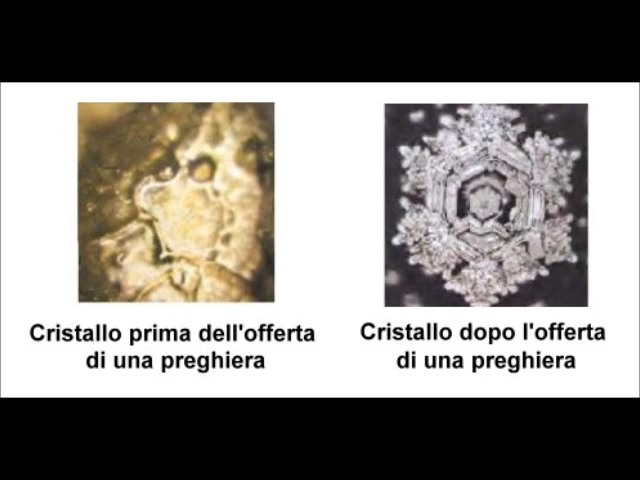 Cristallo prima dell'offerta
di una preghiera
Cristallo dopo l'offerta
di una preghiera